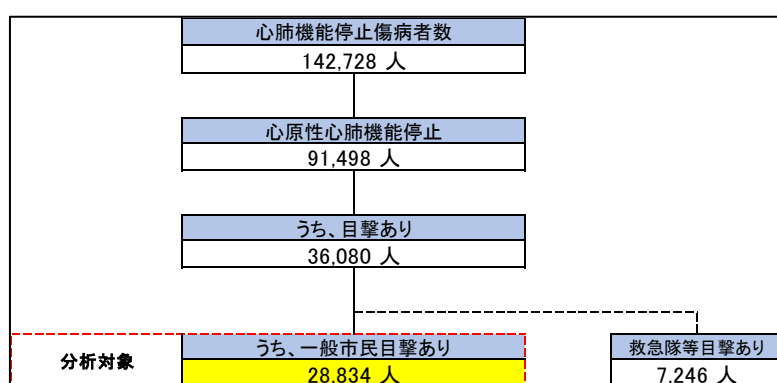 心肺機能停止傷病者数
142,728 人
心原性心肺機能停止
91,498 人
うち、目撃あり
36,080 人
分析対象
うち、一般市民目撃あり
28,834 人
救急隊等目撃あり
7,246 人